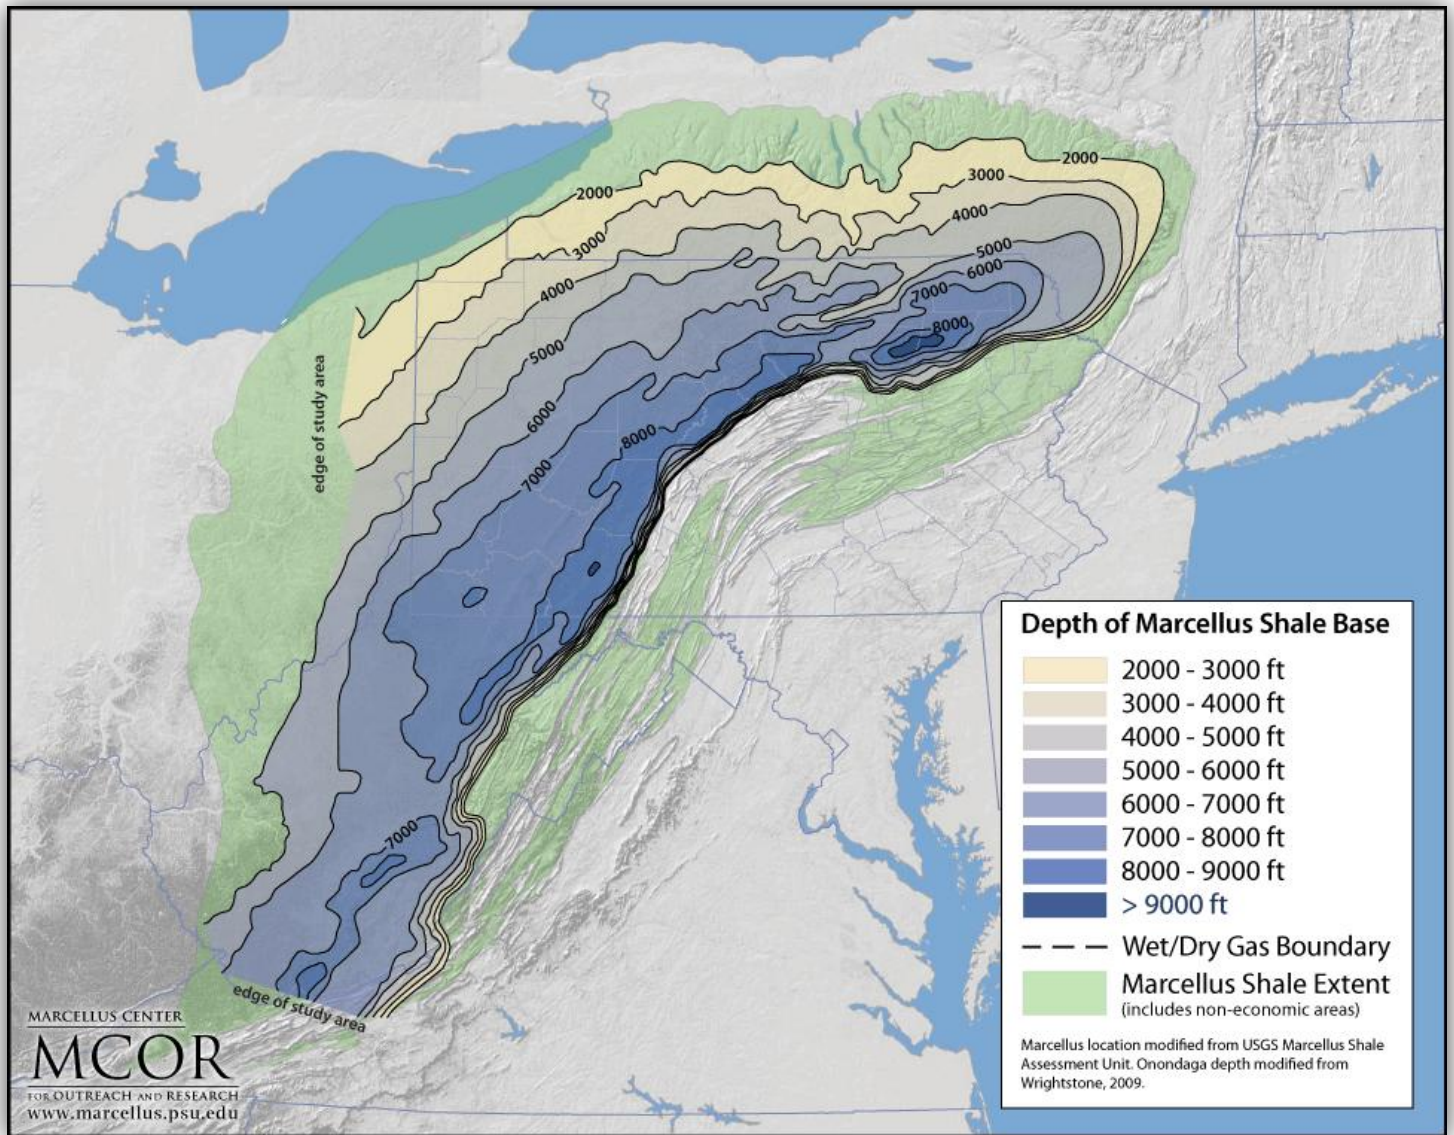 2000
3000
4000
5000
6000
7000
8000
2000
3000
4000
5000
6000
7000
8000
7000
edge of study area
edge of study area
Depth of Marcellus Shale Base
2000 - 3000 ft
3000 - 4000 ft
4000 - 5000 ft
5000 - 6000 ft
6000 - 7000 ft
7000 - 8000 ft
8000 - 9000 ft
> 9000 ft
Wet/Dry Gas Boundary
Marcellus Shale Extent
(includes non-economic areas)
Marcellus location modified from USGS Marcellus Shale
Assessment Unit. Onondaga depth modified from
Wrightstone, 2009.
MARCELLUS CENTER
MCOR
FOR OUTREACH AND RESEARCH
www.marcellus.psu.edu